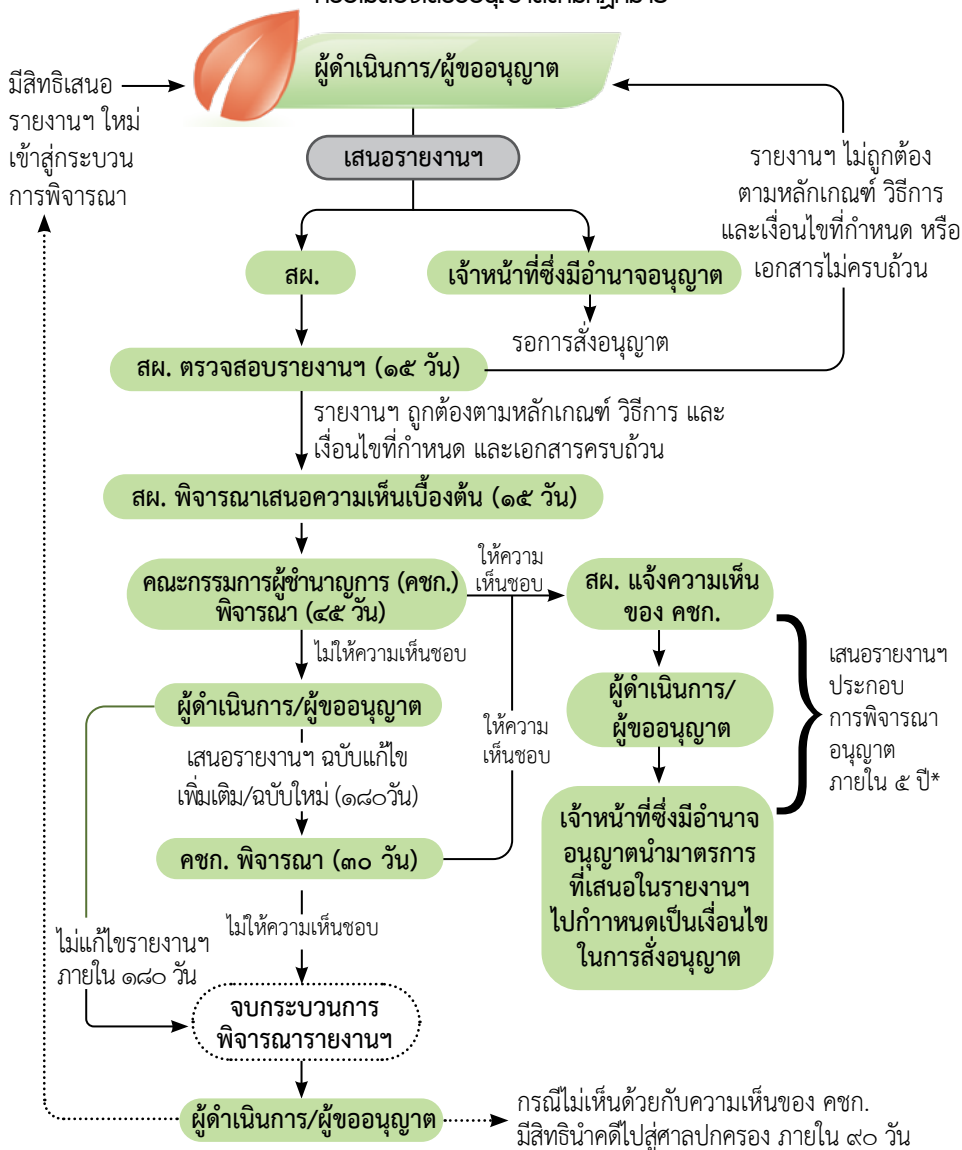 ผู้ดำเนินการ/ผู้ขออนุญาต
มีสิทธิเสนอ
รายงานฯ ใหม่
เข้าสู่กระบวน
การพิจารณา
เสนอรายงานฯ
รายงานฯ ไม่ถูกต้อง
ตามหลักเกณฑ์ วิธีการ
และเงื่อนไขที่กำหนด หรือ
เอกสารไม่ครบถ้วน
สผ.
เจ้าหน้าที่ซึ่งมีอำนาจอนุญาต
รอการสั่งอนุญาต
สผ. ตรวจสอบรายงานฯ (๑๕ วัน)
รายงานฯ ถูกต้องตามหลักเกณฑ์ วิธีการ และ
เงื่อนไขที่กำหนด และเอกสารครบถ้วน
สผ. พิจารณาเสนอความเห็นเบื้องต้น (๑๕ วัน)
คณะกรรมการผู้ชำนาญการ (คชก.)
พิจารณา (๔๕ วัน)
ให้ความ
เห็นชอบ
สผ. แจ้งความเห็น
ของ คชก.
ไม่ให้ความเห็นชอบ
ผู้ดำเนินการ/ผู้ขออนุญาต
ผู้ดำเนินการ/
ผู้ขออนุญาต
เสนอรายงานฯ
ประกอบ
การพิจารณา
อนุญาต
ภายใน ๕ ปี*
เสนอรายงานฯ ฉบับแก้ไข
เพิ่มเติม/ฉบับใหม่ (๑๘๐วัน)
ให้ความ
เห็นชอบ
คชก. พิจารณา (๓๐ วัน)
เจ้าหน้าที่ซึ่งมีอำนาจ
อนุญาตนำมาตรการ
ที่เสนอในรายงานฯ
ไปกำาหนดเป็นเงื่อนไข
ในการสั่งอนุญาต
ไม่ให้ความเห็นชอบ
ไม่แก้ไขรายงานฯ
ภายใน ๑๘๐ วัน
จบกระบวนการ
พิจารณารายงานฯ
ผู้ดำเนินการ/ผู้ขออนุญาต
กรณีไม่เห็นด้วยกับความเห็นของ คชก.
มีสิทธินำคดีไปสู่ศาลปกครอง ภายใน ๙๐ วัน